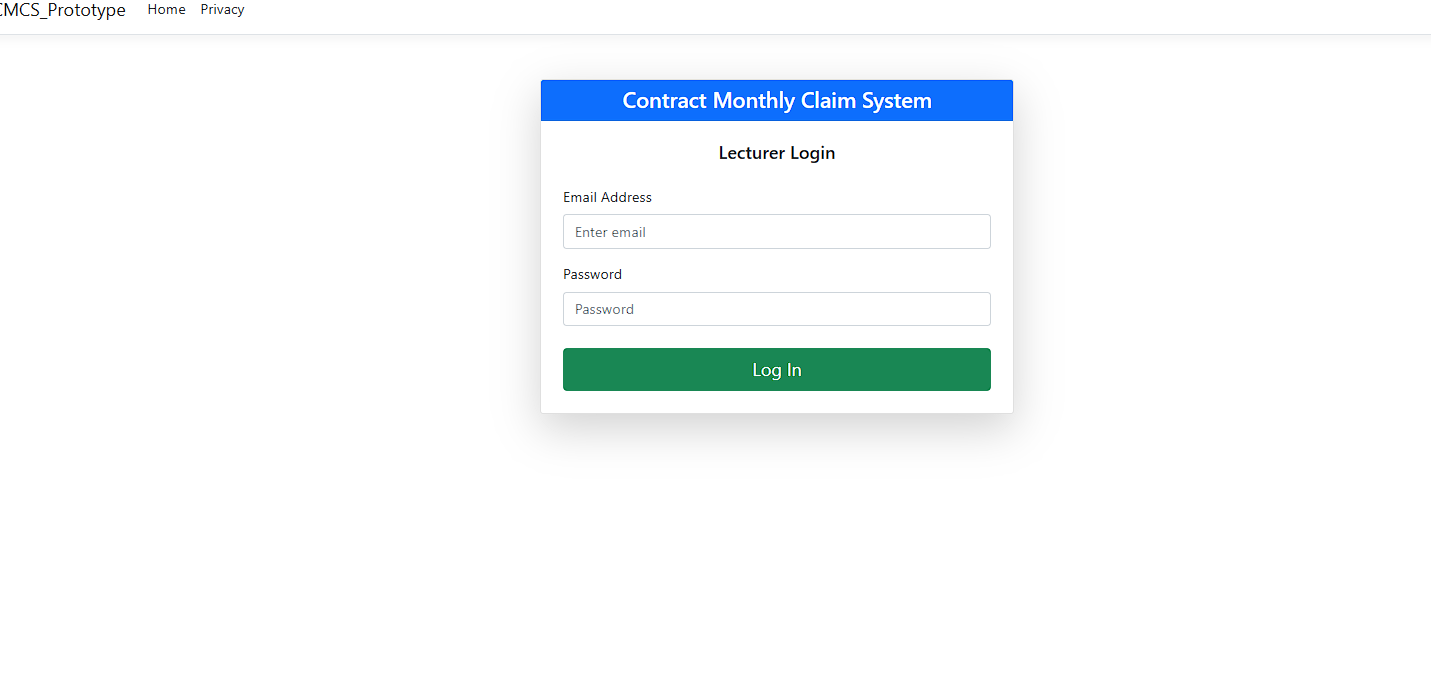 CMCS_Prototype Home Privacy
Contract Monthly Claim System
Lecturer Login
Email Address
Enter email
Password
Password
Log In